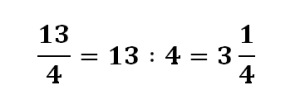 13/4 = 13 : 4 = 3 1/4